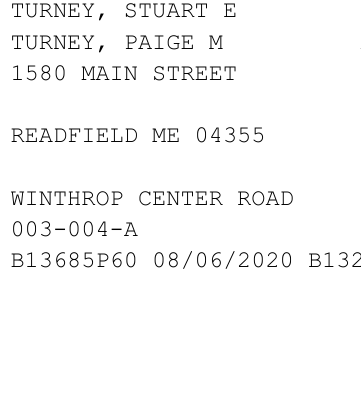 TURNEY, STUART E
TURNEY, PAIGE M
1580 MAIN STREET
READFIELD ME 04355
WINTHROP CENTER ROAD
003-004-A
B13685P60 08/06/2020 B132